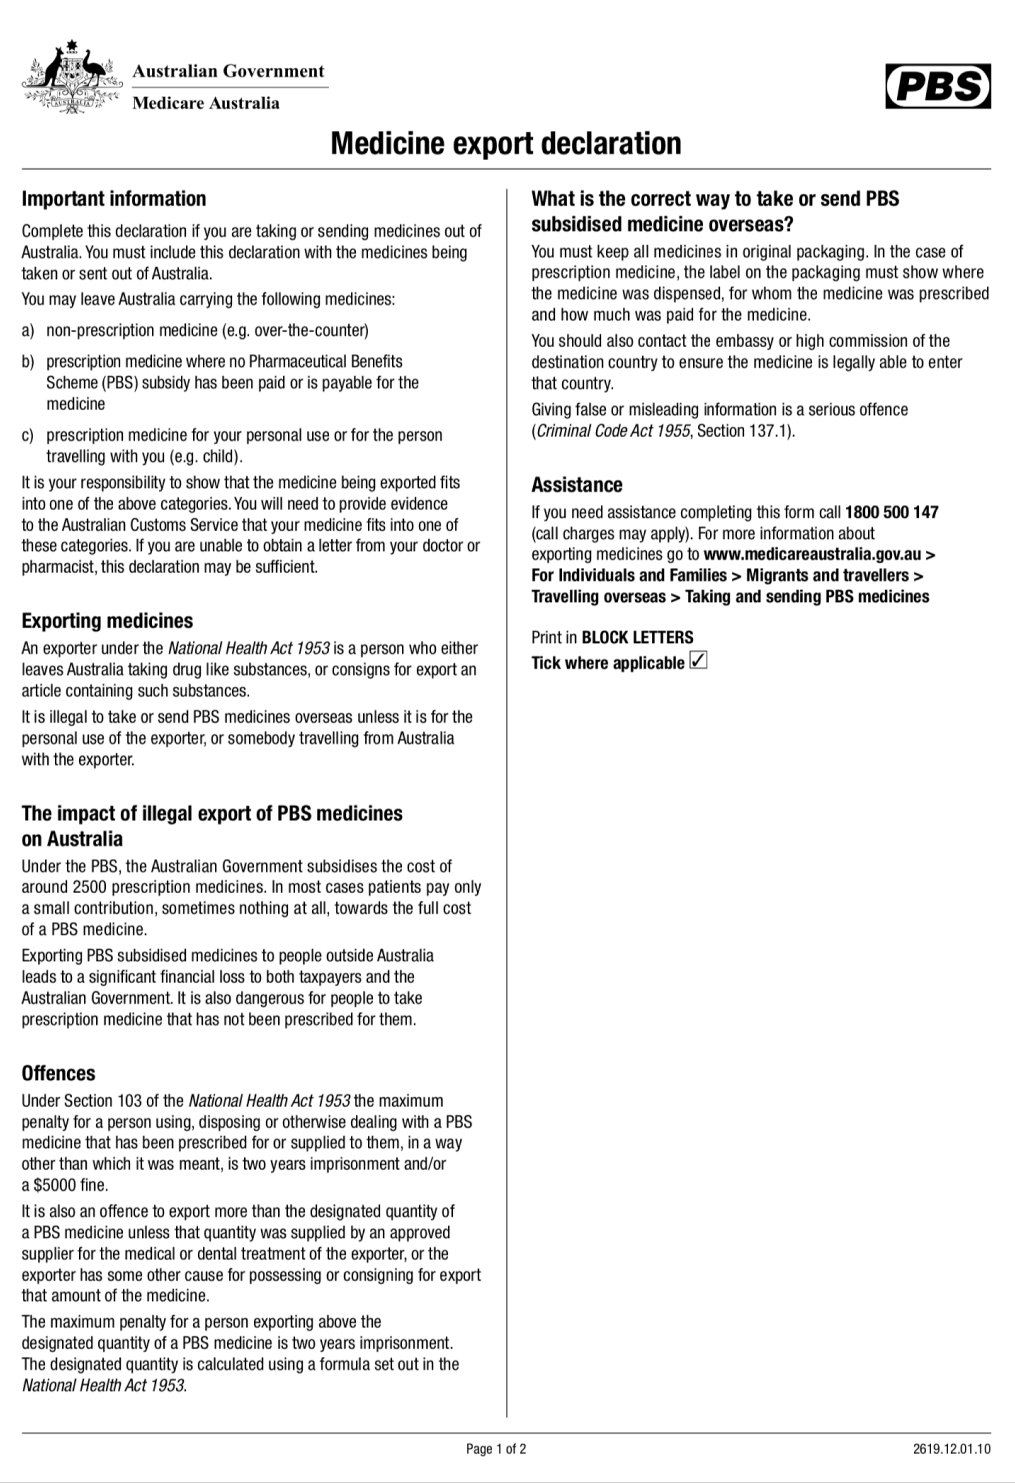 Australian Government
Medicare Australia
PBS
Medicine export declaration
Important information
Complete this declaration if you are taking or sending medicines out of
Australia. You must include this declaration with the medicines being
taken or sent out of Australia.
You may leave Australia carrying the following medicines:
a) non-prescription medicine (e.g. over-the-counter)
b) prescription medicine where no Pharmaceutical Benefits
Scheme (PBS) subsidy has been paid or is payable for the
medicine
c) prescription medicine for your personal use or for the person
travelling with you (e.g. child).
It is your responsibility to show that the medicine being exported fits
into one of the above categories. You will need to provide evidence
to the Australian Customs Service that your medicine fits into one of
these categories. If you are unable to obtain a letter from your doctor or
pharmacist, this declaration may be sufficient.
Exporting medicines
An exporter under the National Health Act 1953 is a person who either
leaves Australia taking drug like substances, or consigns for export an
article containing such substances.
It is illegal to take or send PBS medicines overseas unless it is for the
personal use of the exporter, or somebody travelling from Australia
with the exporter.
The impact of illegal export of PBS medicines
on Australia
Under the PBS, the Australian Government subsidises the cost of
around 2500 prescription medicines. In most cases patients pay only
a small contribution, sometimes nothing at all, towards the full cost
of a PBS medicine.
Exporting PBS subsidised medicines to people outside Australia
leads to a significant financial loss to both taxpayers and the
Australian Government. It is also dangerous for people to take
prescription medicine that has not been prescribed for them.
Offences
Under Section 103 of the National Health Act 1953 the maximum
penalty for a person using, disposing or otherwise dealing with a PBS
medicine that has been prescribed for or supplied to them, in a way
other than which it was meant, is two years imprisonment and/or
a $5000 fine.
It is also an offence to export more than the designated quantity of
a PBS medicine unless that quantity was supplied by an approved
supplier for the medical or dental treatment of the exporter, or the
exporter has some other cause for possessing or consigning for export
that amount of the medicine.
The maximum penalty for a person exporting above the
designated quantity of a PBS medicine is two years imprisonment.
The designated quantity is calculated using a formula set out in the
National Health Act 1953.
What is the correct way to take or send PBS
subsidised medicine overseas?
You must keep all medicines in original packaging. In the case of
prescription medicine, the label on the packaging must show where
the medicine was dispensed, for whom the medicine was prescribed
and how much was paid for the medicine.
You should also contact the embassy or high commission of the
destination country to ensure the medicine is legally able to enter
that country.
Giving false or misleading information is a serious offence
(Criminal Code Act 1955, Section 137.1).
Assistance
If you need assistance completing this form call 1800 500 147
(call charges may apply). For more information about
exporting medicines go to www.medicareaustralia.gov.au >
For Individuals and Families > Migrants and travellers >
Travelling overseas > Taking and sending PBS medicines
Print in BLOCK LETTERS
Tick where applicable ✓
Page 1 of 2
2619.12.01.10